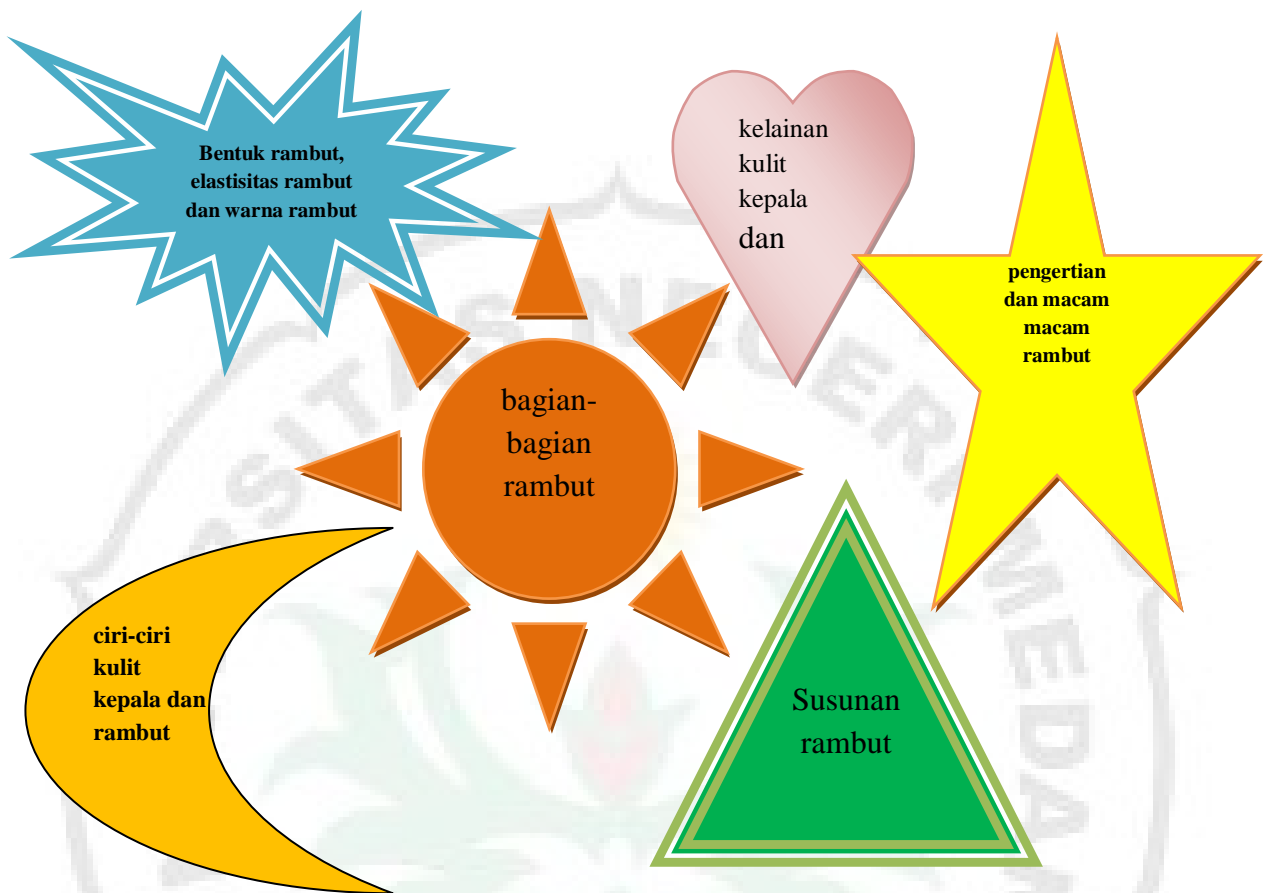 Bentuk rambut,
elastisitas rambut
dan warna rambut
kelainan
kulit
kepala
dan
pengertian
dan macam
macam
rambut
bagian-
bagian
rambut
ciri-ciri
kulit
kepala dan
rambut
Susunan
rambut